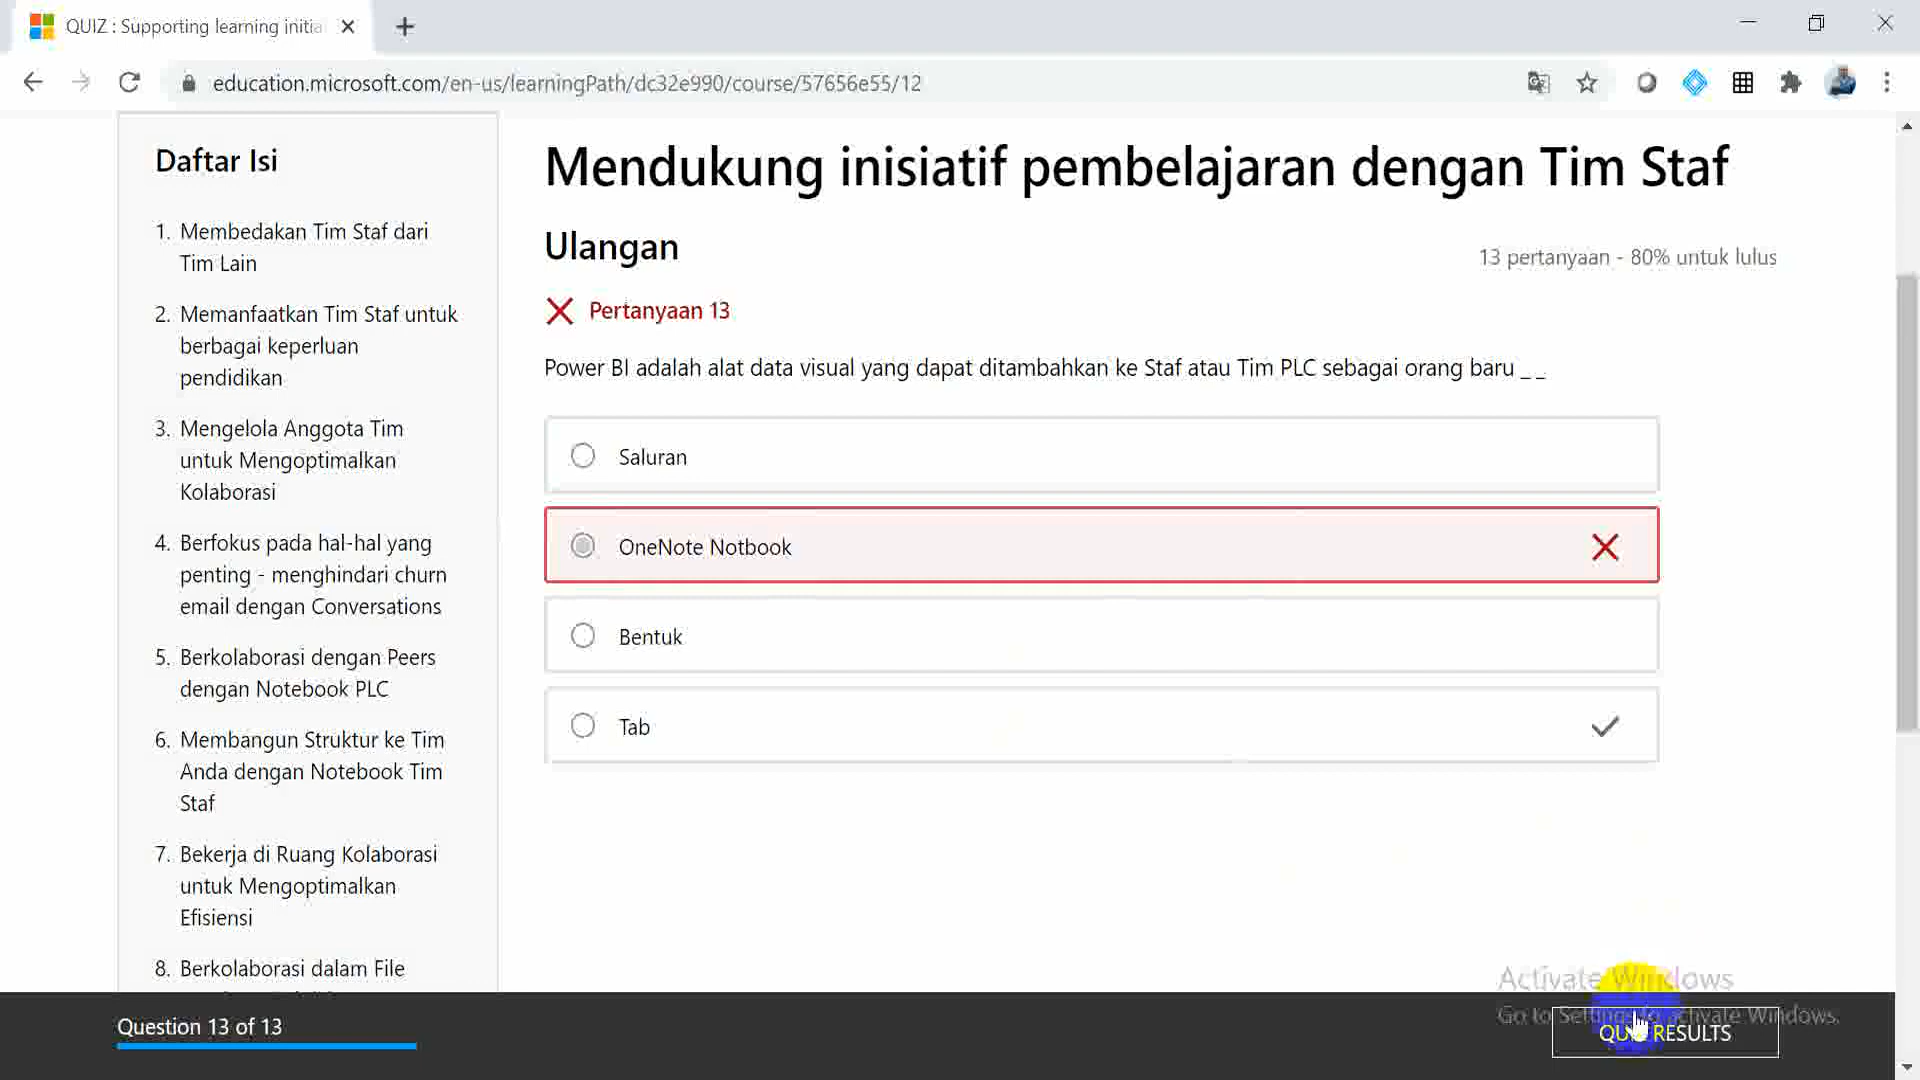 QUIZ : Supporting learning initia
education.microsoft.com/en-us/learningPath/dc32e990/course/57656e55/12
Daftar Isi
1. Membedakan Tim Staf dari
Tim Lain
2. Memanfaatkan Tim Staf untuk
berbagai keperluan
pendidikan
3. Mengelola Anggota Tim
untuk Mengoptimalkan
Kolaborasi
4. Berfokus pada hal-hal yang
penting - menghindari churn
email dengan Conversations
5. Berkolaborasi dengan Peers
dengan Notebook PLC
6. Membangun Struktur ke Tim
Anda dengan Notebook Tim
Staf
7. Bekerja di Ruang Kolaborasi
untuk Mengoptimalkan
Efisiensi
8. Berkolaborasi dalam File
Mendukung inisiatif pembelajaran dengan Tim Staf
Ulangan
13 pertanyaan - 80% untuk lulus
Pertanyaan 13
Power BI adalah alat data visual yang dapat ditambahkan ke Staf atau Tim PLC sebagai orang baru _ _
Saluran
OneNote Notbook
Bentuk
Tab
Activate Windows
Go to Settings to activate Windows.
Question 13 of 13
QUIZ RESULTS